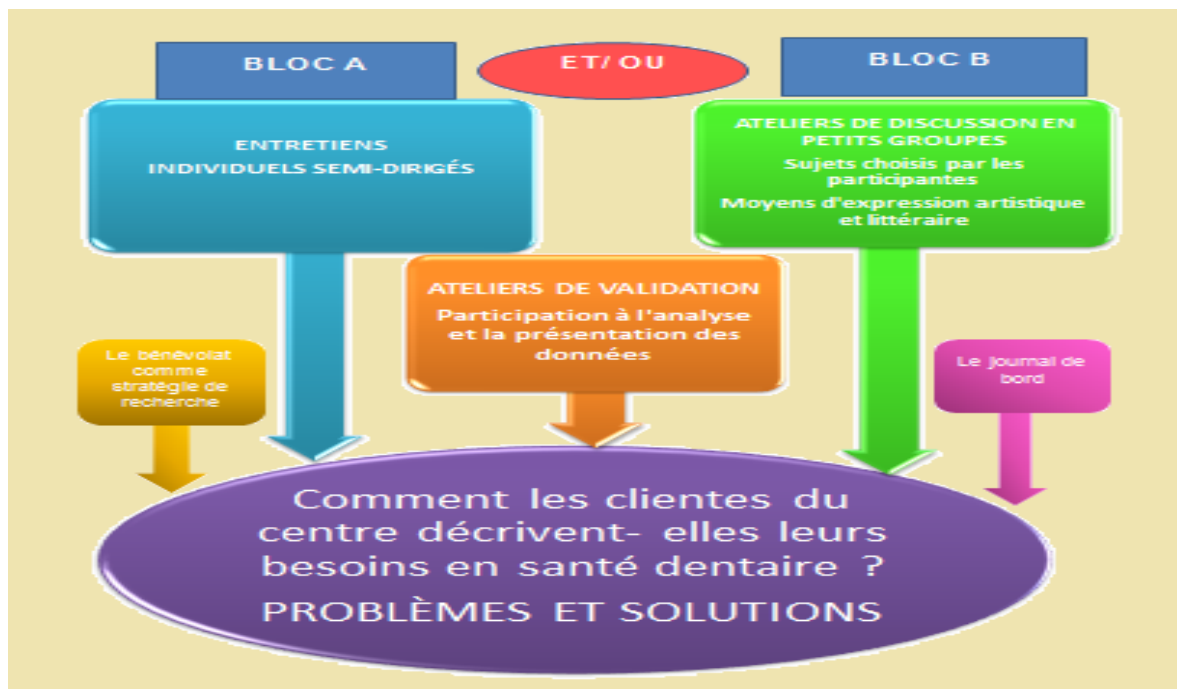 BLOC A
ET/ OU
BLOC B
ENTRETIENS
INDIVIDUELS SEMI-DIRIGÉS
ATELIERS DE DISCUSSION EN
PETITS GROUPES
Sujets choisis par les
participantes
Moyens d'expression artistique
et littéraire
ATELIERS DE VALIDATION
Participation à l'analyse
et la présentation des
données
Le bénévolat
comme
stratégie de
recherche
Le Journal de
bord
Comment les clientes du
centre décrivent- elles leurs
besoins en santé dentaire ?
PROBLÈMES ET SOLUTIONS